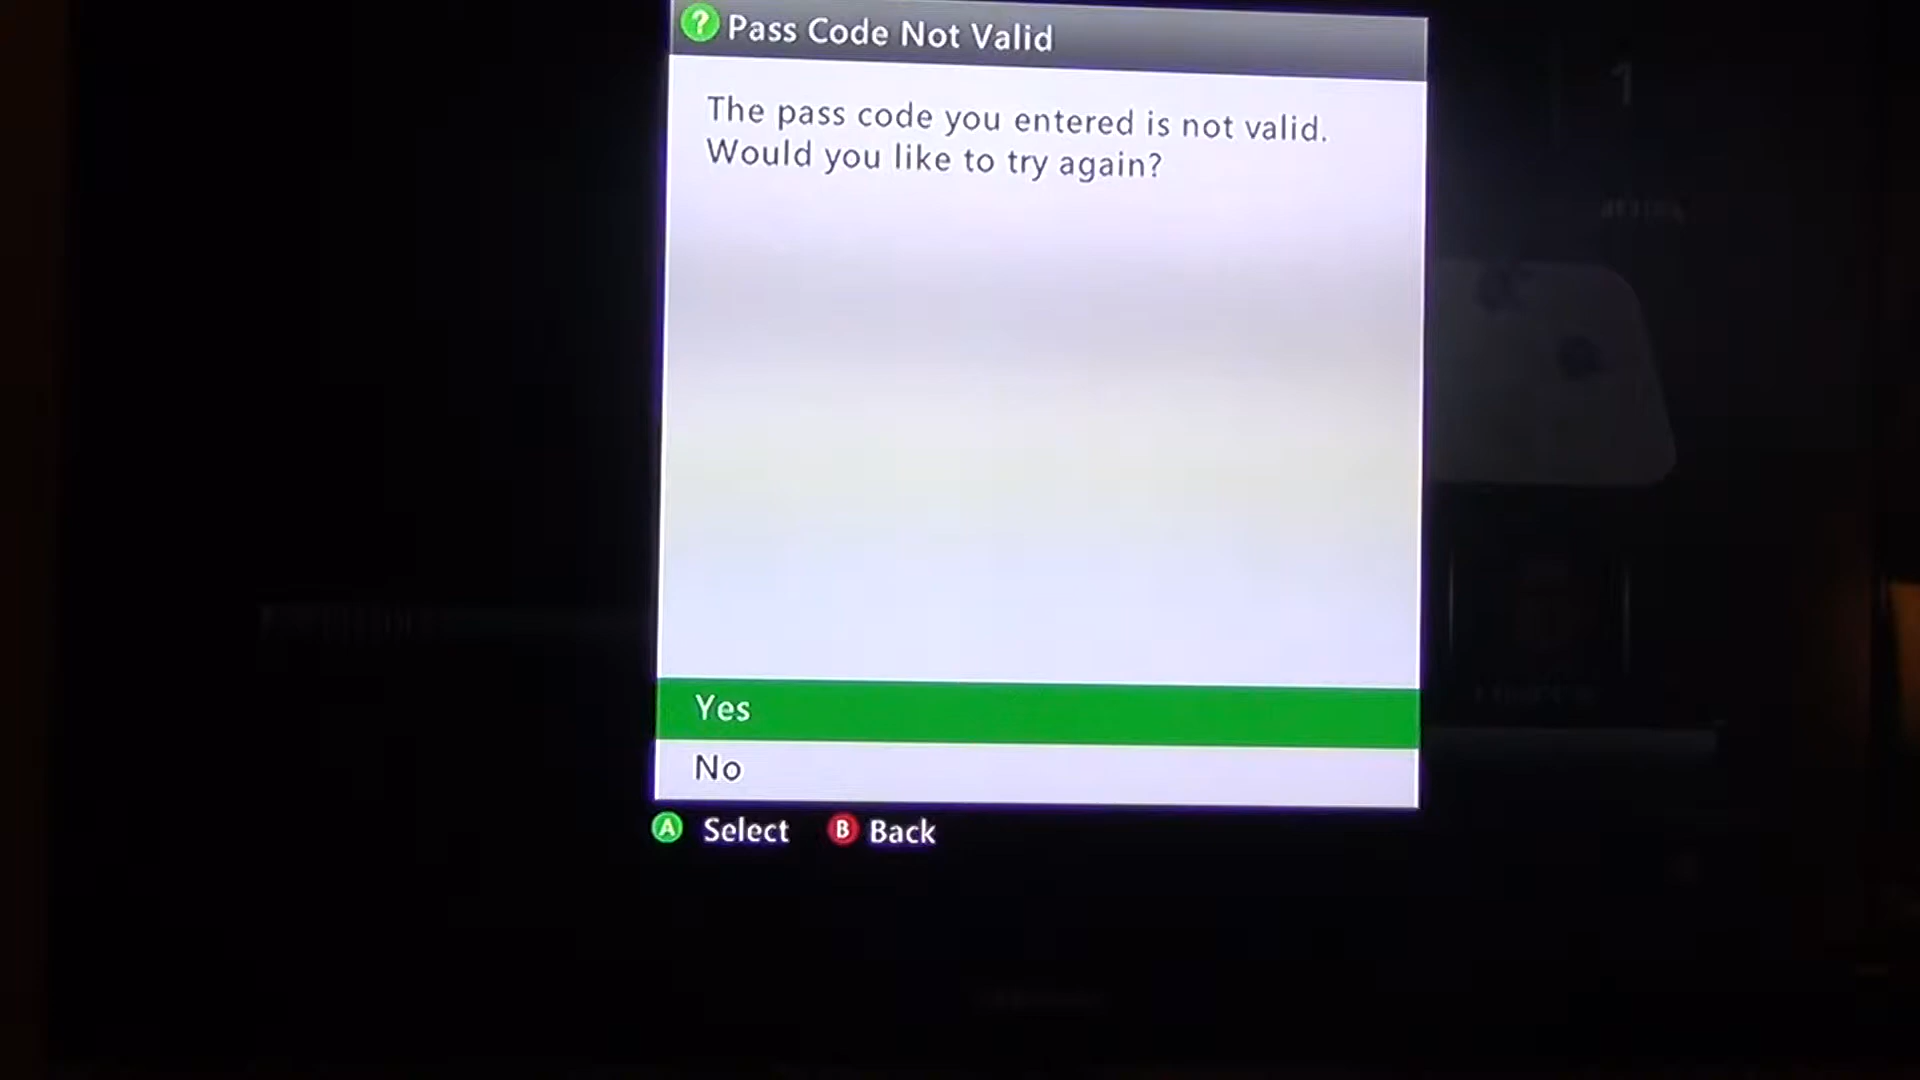 ? Pass Code Not Valid
1
The pass code you entered is not valid.
Would you like to try again?
Yes
No
A Select B Back